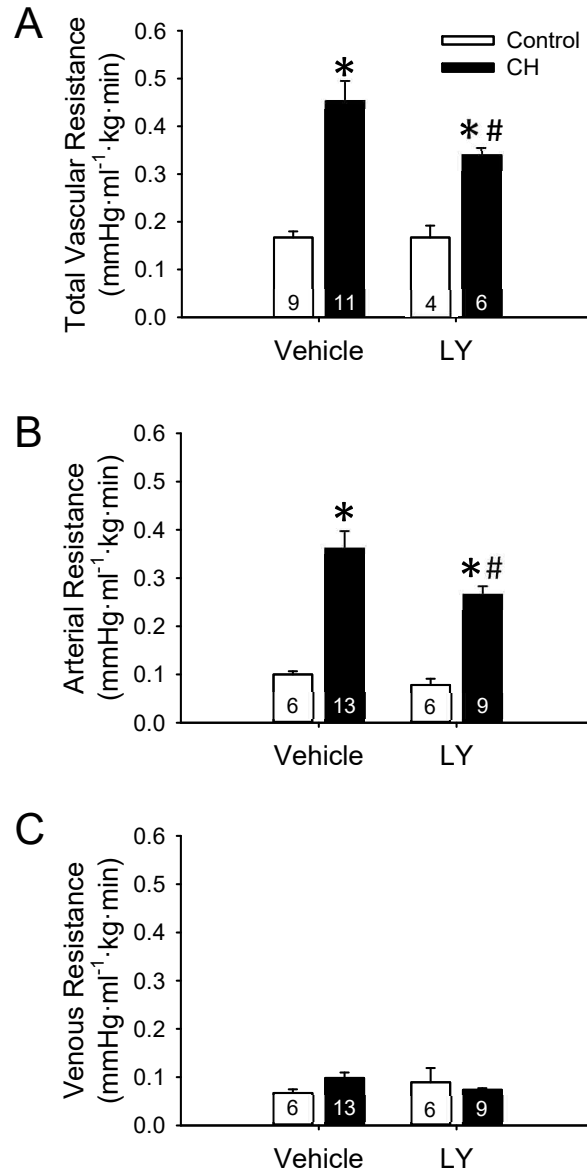 A
Total Vascular Resistance
(mmHg·ml⁻¹·kg·min)
0.6
0.5
0.4
0.3
0.2
0.1
0.0
Control
CH
*
* #
9
11
4
6
Vehicle
LY
B
Arterial Resistance
(mmHg·ml⁻¹·kg·min)
0.6
0.5
0.4
0.3
0.2
0.1
0.0
*
* #
6
13
6
9
Vehicle
LY
C
Venous Resistance
(mmHg·ml⁻¹·kg·min)
0.6
0.5
0.4
0.3
0.2
0.1
0.0
6
13
6
9
Vehicle
LY